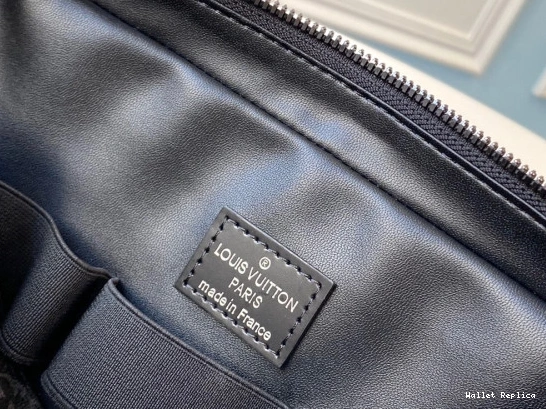 ®
LOUIS VUITTON
PARIS
made in France
Wallet Replica